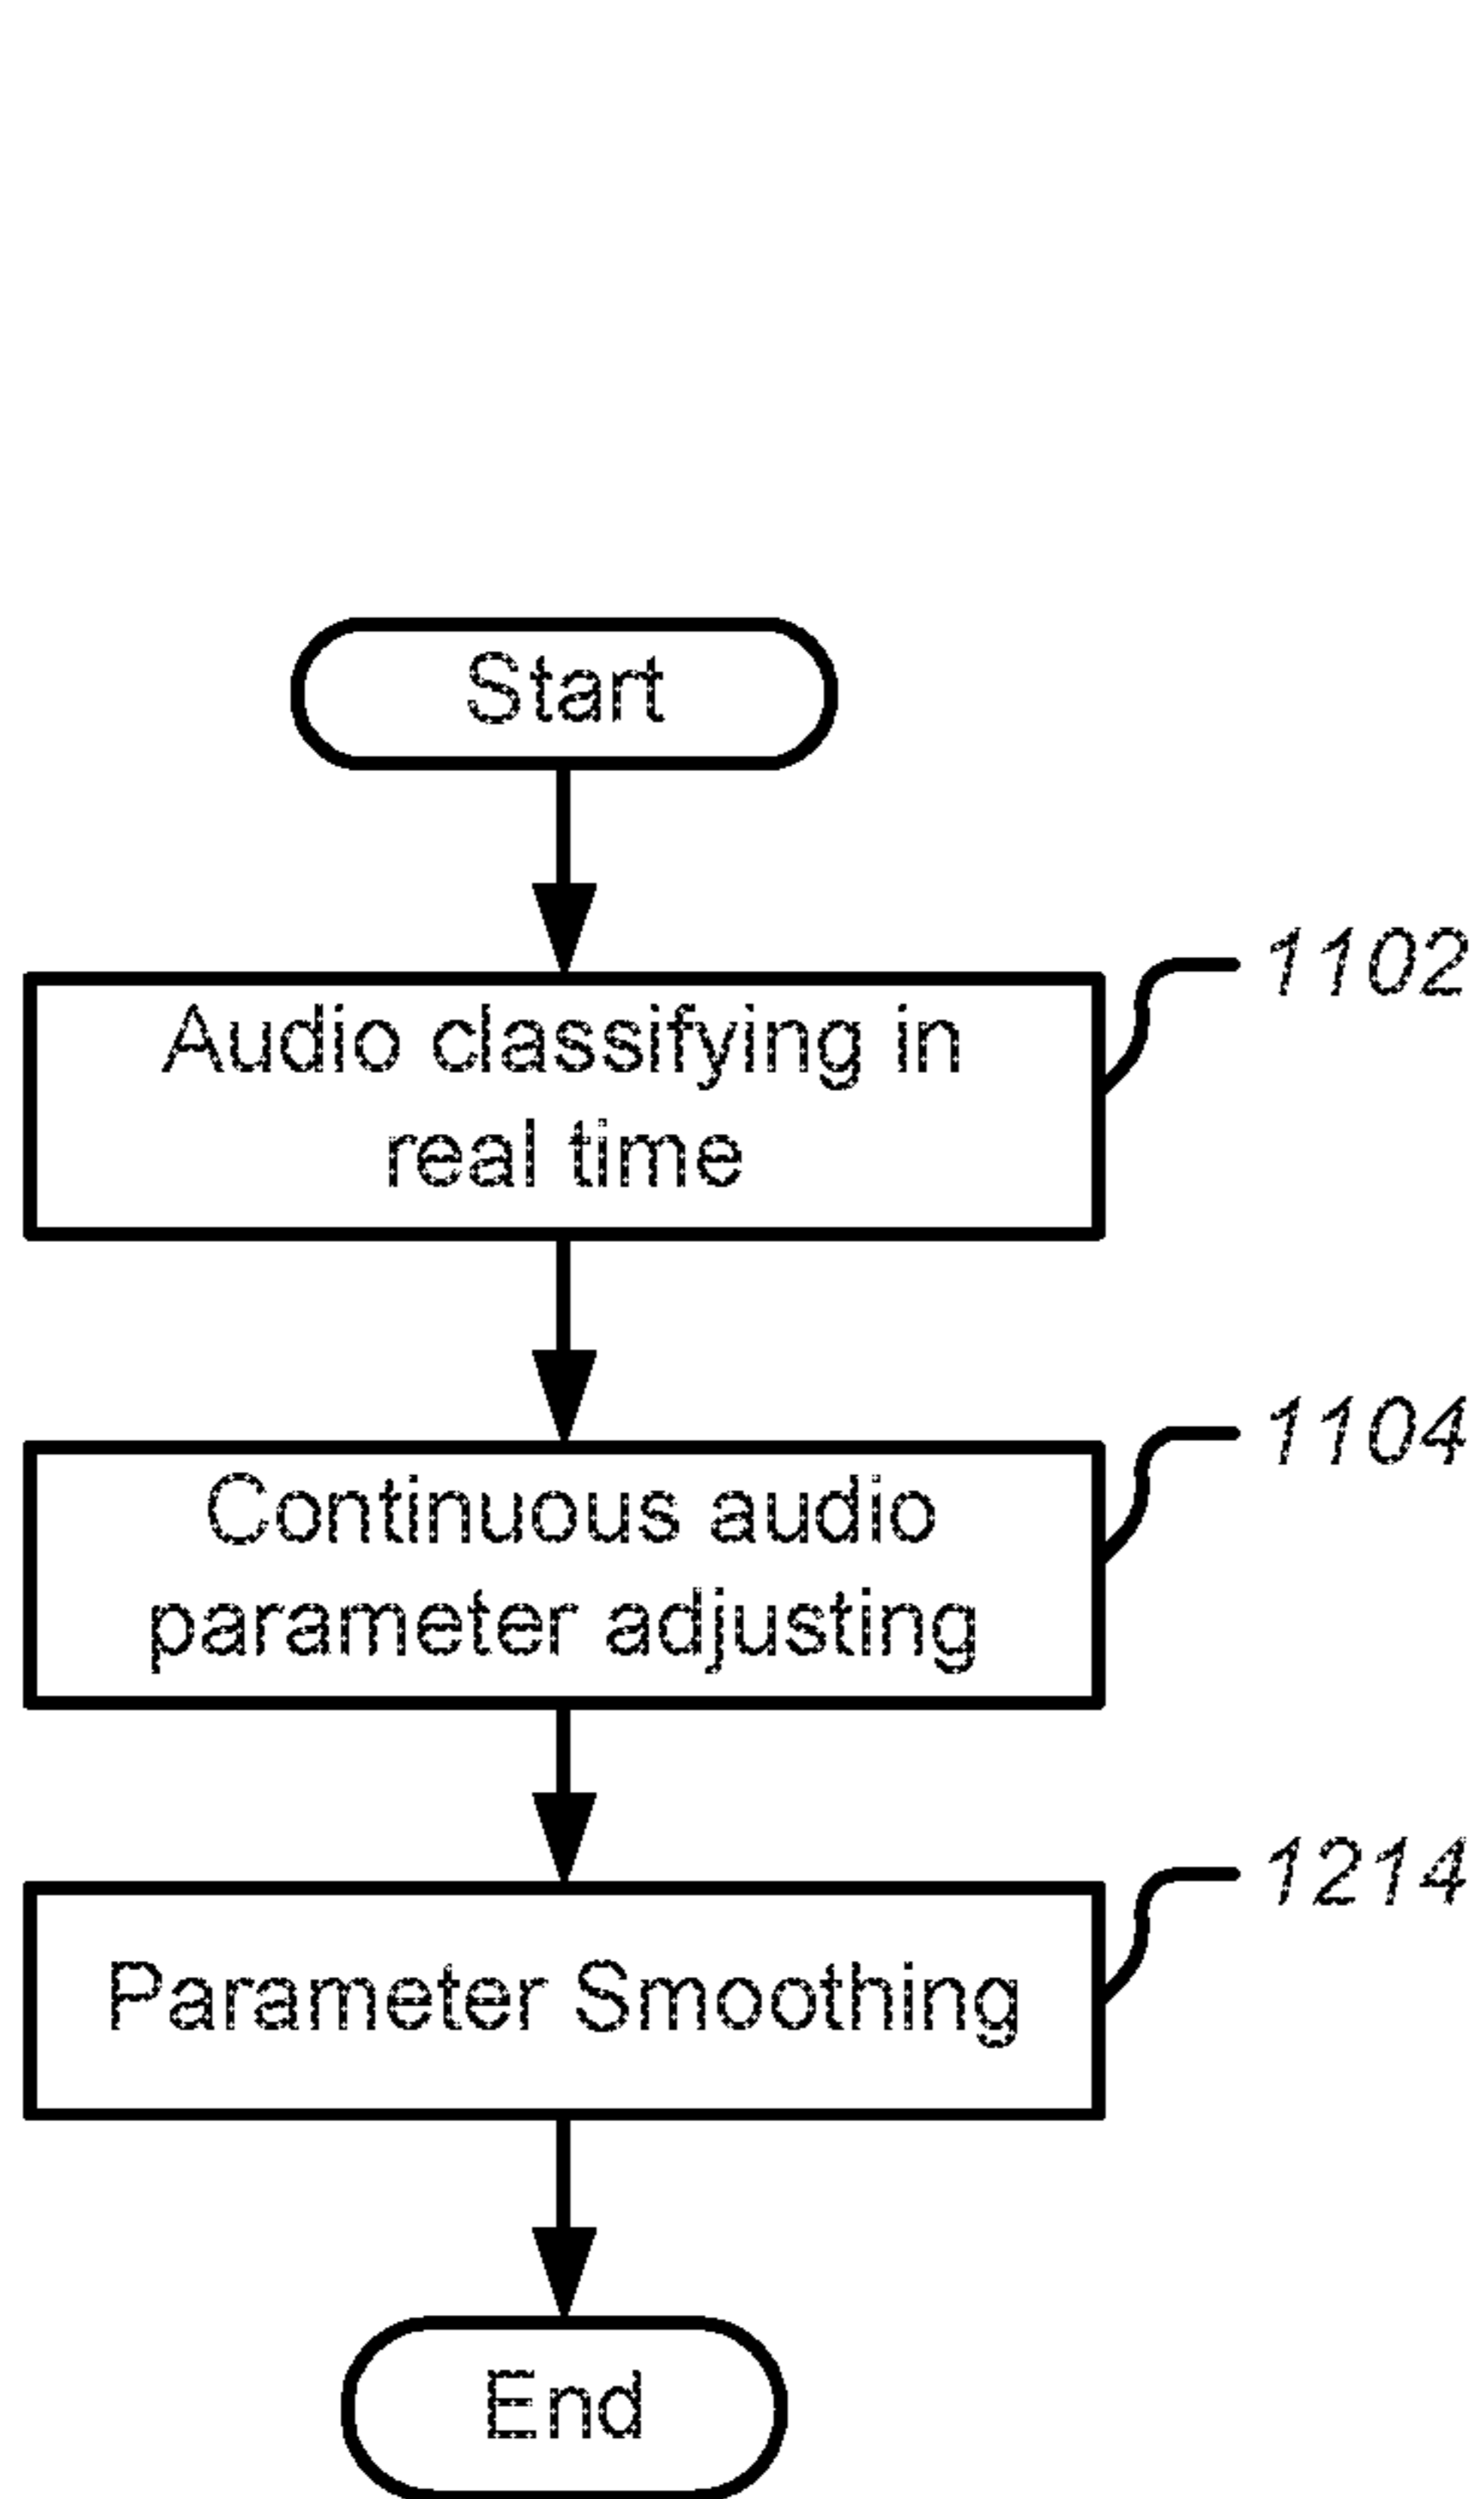 Start
1102
Audio classifying in
real time
1104
Continuous audio
parameter adjusting
1214
Parameter Smoothing
End